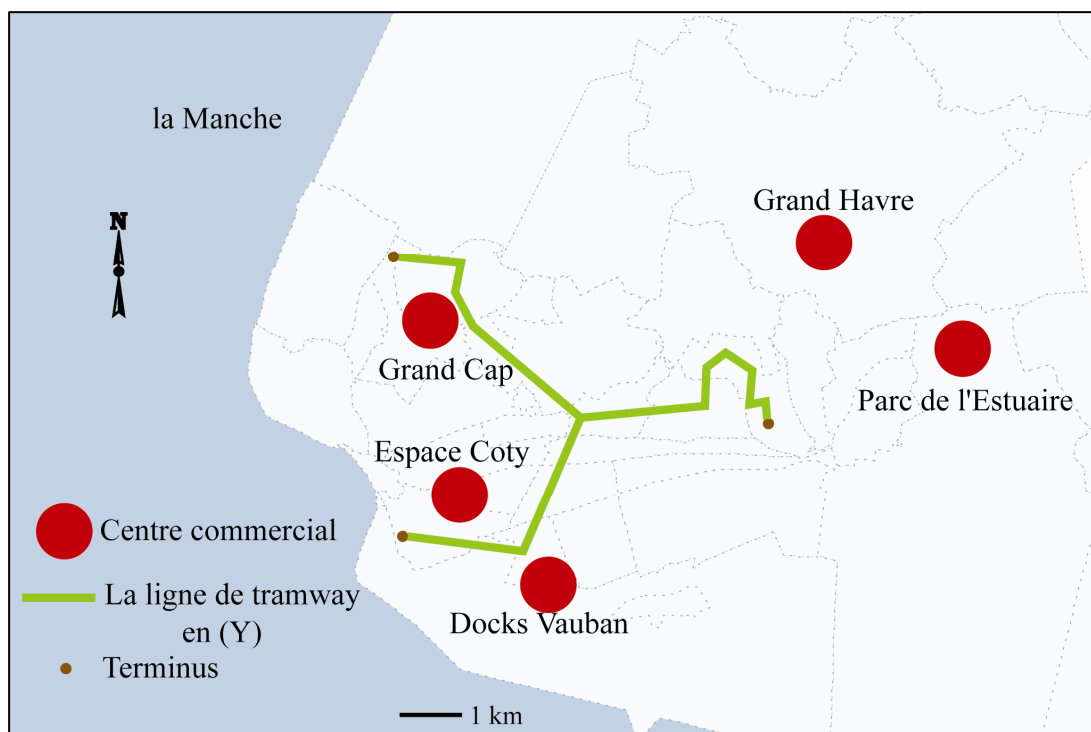 la Manche
N
Grand Havre
Grand Cap
Parc de l'Estuaire
Espace Coty
Centre commercial
La ligne de tramway
en (Y)
Docks Vauban
Terminus
1 km